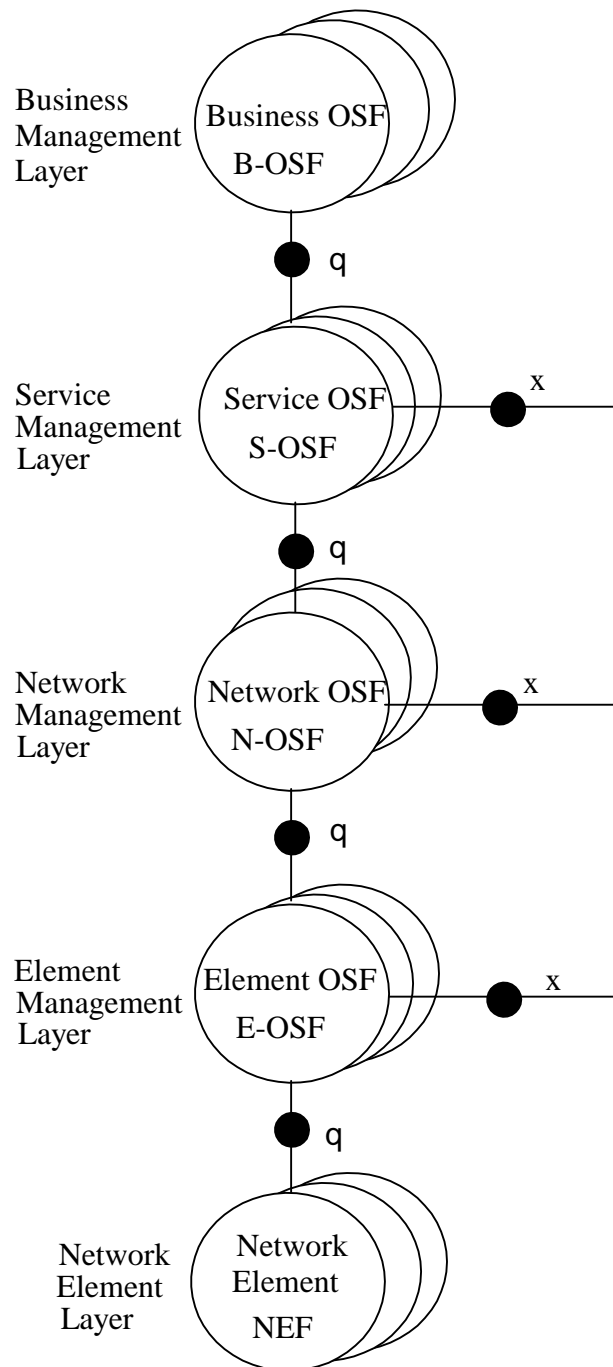 Business
Management
Layer
Business OSF
B-OSF
q
Service
Management
Layer
Service OSF
S-OSF
x
q
Network
Management
Layer
Network OSF
N-OSF
x
q
Element
Management
Layer
Element OSF
E-OSF
x
q
Network
Element
Layer
Network
Element
NEF